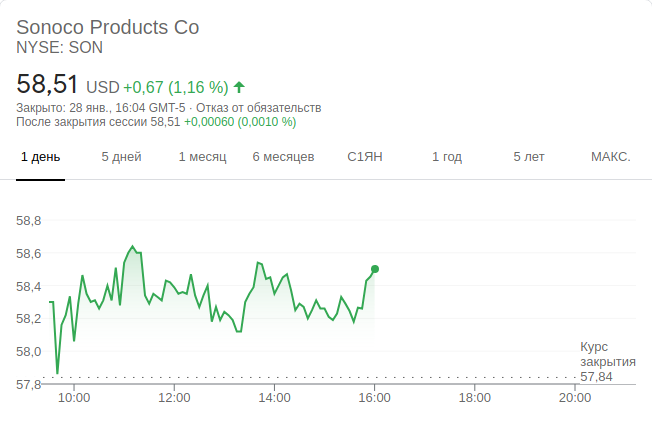 Sonoco Products Co
NYSE: SON
58,51 USD +0,67 (1,16 %)
Закрыто: 28 янв., 16:04 GMT-5 · Отказ от обязательств
После закрытия сессии 58,51 +0,00060 (0,0010 %)
1 день 5 дней 1 месяц 6 месяцев С1ЯН 1 год 5 лет МАКС.
58,8
58,6
58,4
58,2
58,0
57,8
Курс
закрытия
57,84
10:00 12:00 14:00 16:00 18:00 20:00